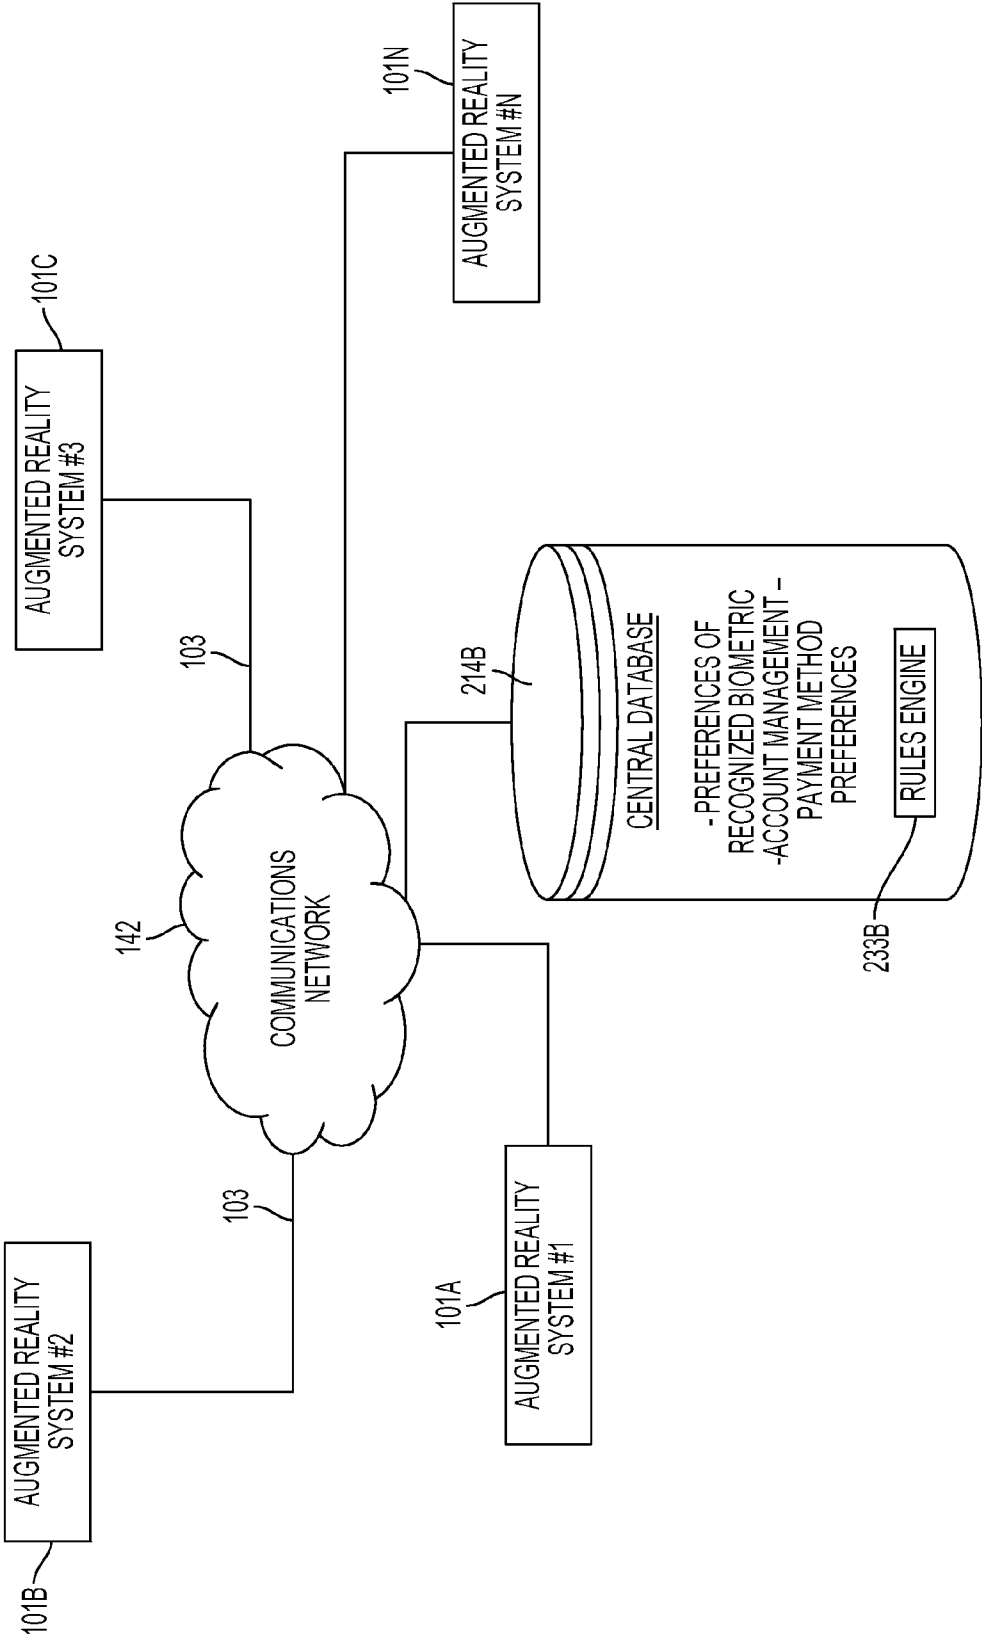 101B
AUGMENTED REALITY
SYSTEM #2
AUGMENTED REALITY
SYSTEM #3
101C
142
103
103
COMMUNICATIONS
NETWORK
101N
AUGMENTED REALITY
SYSTEM #N
101A
AUGMENTED REALITY
SYSTEM #1
214B
CENTRAL DATABASE
- PREFERENCES OF
RECOGNIZED BIOMETRIC
-ACCOUNT MANAGEMENT –
PAYMENT METHOD
PREFERENCES
233B
RULES ENGINE